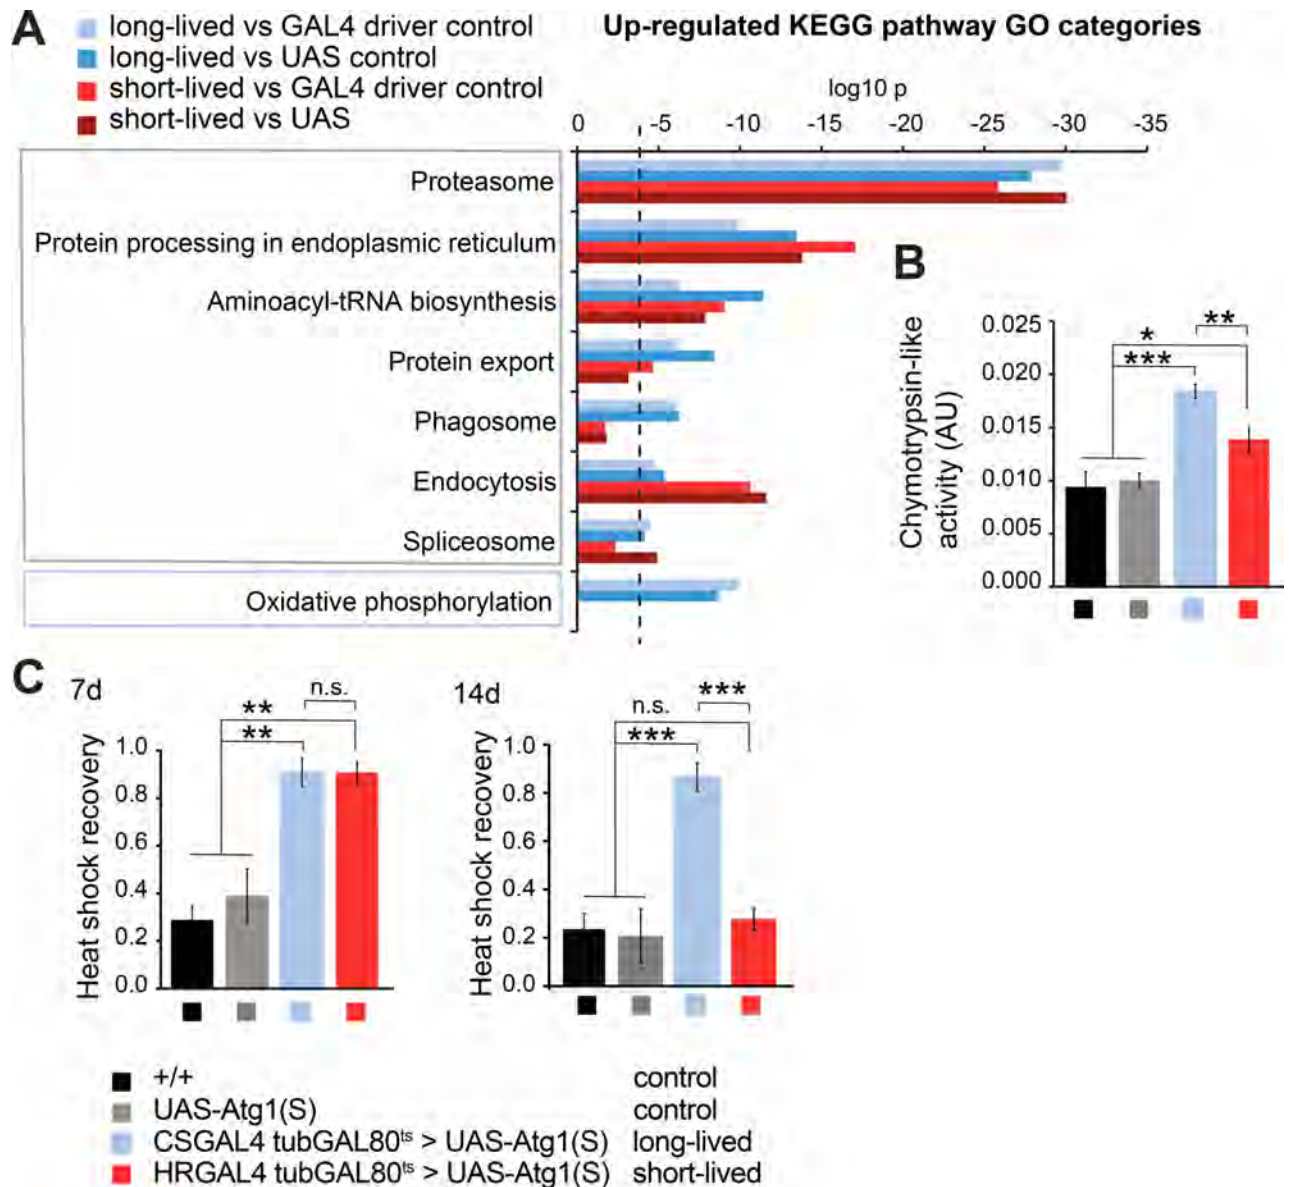 A
long-lived vs GAL4 driver control
long-lived vs UAS control
short-lived vs GAL4 driver control
short-lived vs UAS
Up-regulated KEGG pathway GO categories
log10 p
0 -5 -10 -15 -20 -25 -30 -35
Proteasome
Protein processing in endoplasmic reticulum
Aminoacyl-tRNA biosynthesis
Protein export
Phagosome
Endocytosis
Spliceosome
Oxidative phosphorylation
B
Chymotrypsin-like
activity (AU)
0.025
0.020
0.015
0.010
0.005
0.000
**
*
***
C
7d
Heat shock recovery
1.0
0.8
0.6
0.4
0.2
0.0
n.s.
**
**
14d
Heat shock recovery
1.0
0.8
0.6
0.4
0.2
0.0
***
n.s.
***
+/+ control
UAS-Atg1(S) control
CSGAL4 tubGAL80ts > UAS-Atg1(S) long-lived
HRGAL4 tubGAL80ts > UAS-Atg1(S) short-lived